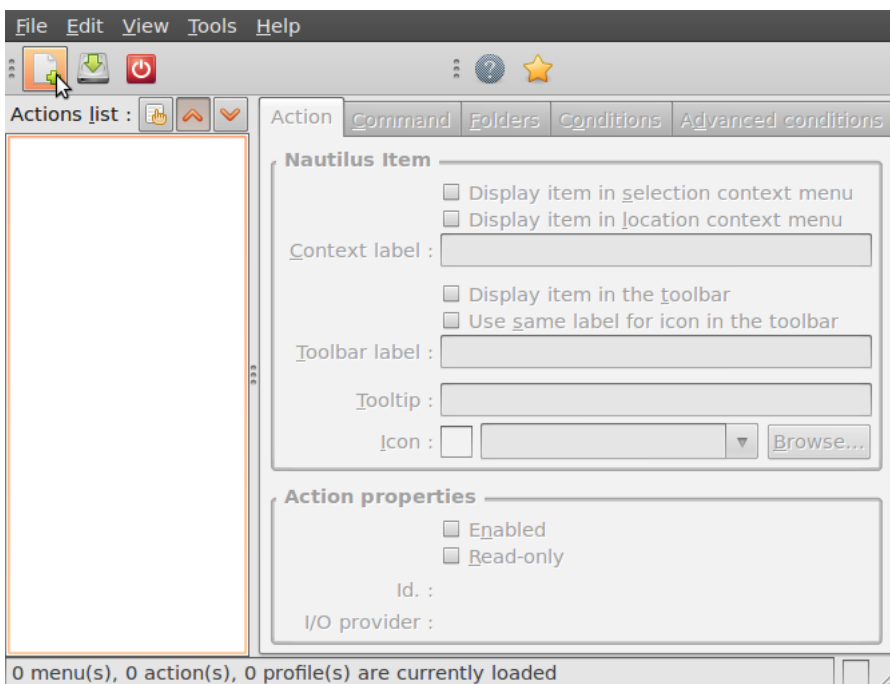 File Edit View Tools Help
Actions list :
Action Command Folders Conditions Advanced conditions
Nautilus Item
Display item in selection context menu
Display item in location context menu
Context label :
Display item in the toolbar
Use same label for icon in the toolbar
Toolbar label :
Tooltip :
Icon : Browse...
Action properties
Enabled
Read-only
Id. :
I/O provider :
0 menu(s), 0 action(s), 0 profile(s) are currently loaded